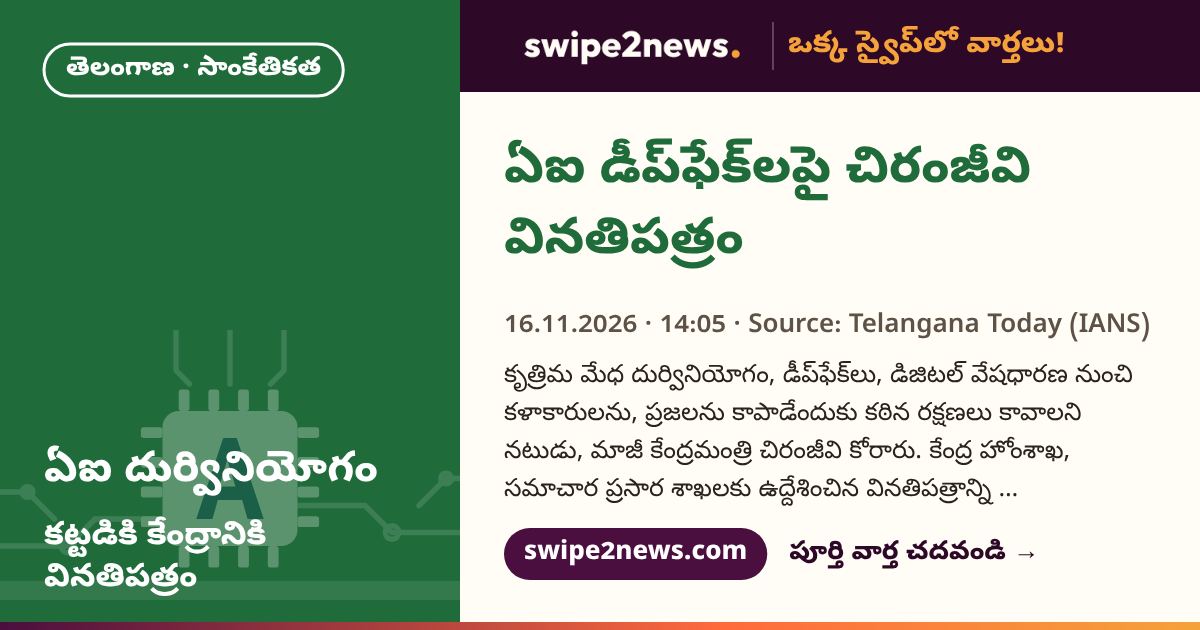 తెలంగాణ · సాంకేతికత
swipe2news.
ఒక్క స్వైప్‌లో వార్తలు!
ఏఐ డీప్‌ఫేక్‌లపై చిరంజీవి
వినతిపత్రం
16.11.2026 · 14:05 · Source: Telangana Today (IANS)
కృత్రిమ మేధ దుర్వినియోగం, డీప్‌ఫేక్‌లు, డిజిటల్ వేషధారణ నుంచి
కళాకారులను, ప్రజలను కాపాడేందుకు కఠిన రక్షణలు కావాలని
నటుడు, మాజీ కేంద్రమంత్రి చిరంజీవి కోరారు. కేంద్ర హోంశాఖ,
సమాచార ప్రసార శాఖలకు ఉద్దేశించిన వినతిపత్రాన్ని ...
A
ఏఐ దుర్వినియోగం
కట్టడికి కేంద్రానికి
వినతిపత్రం
swipe2news.com
పూర్తి వార్త చదవండి →